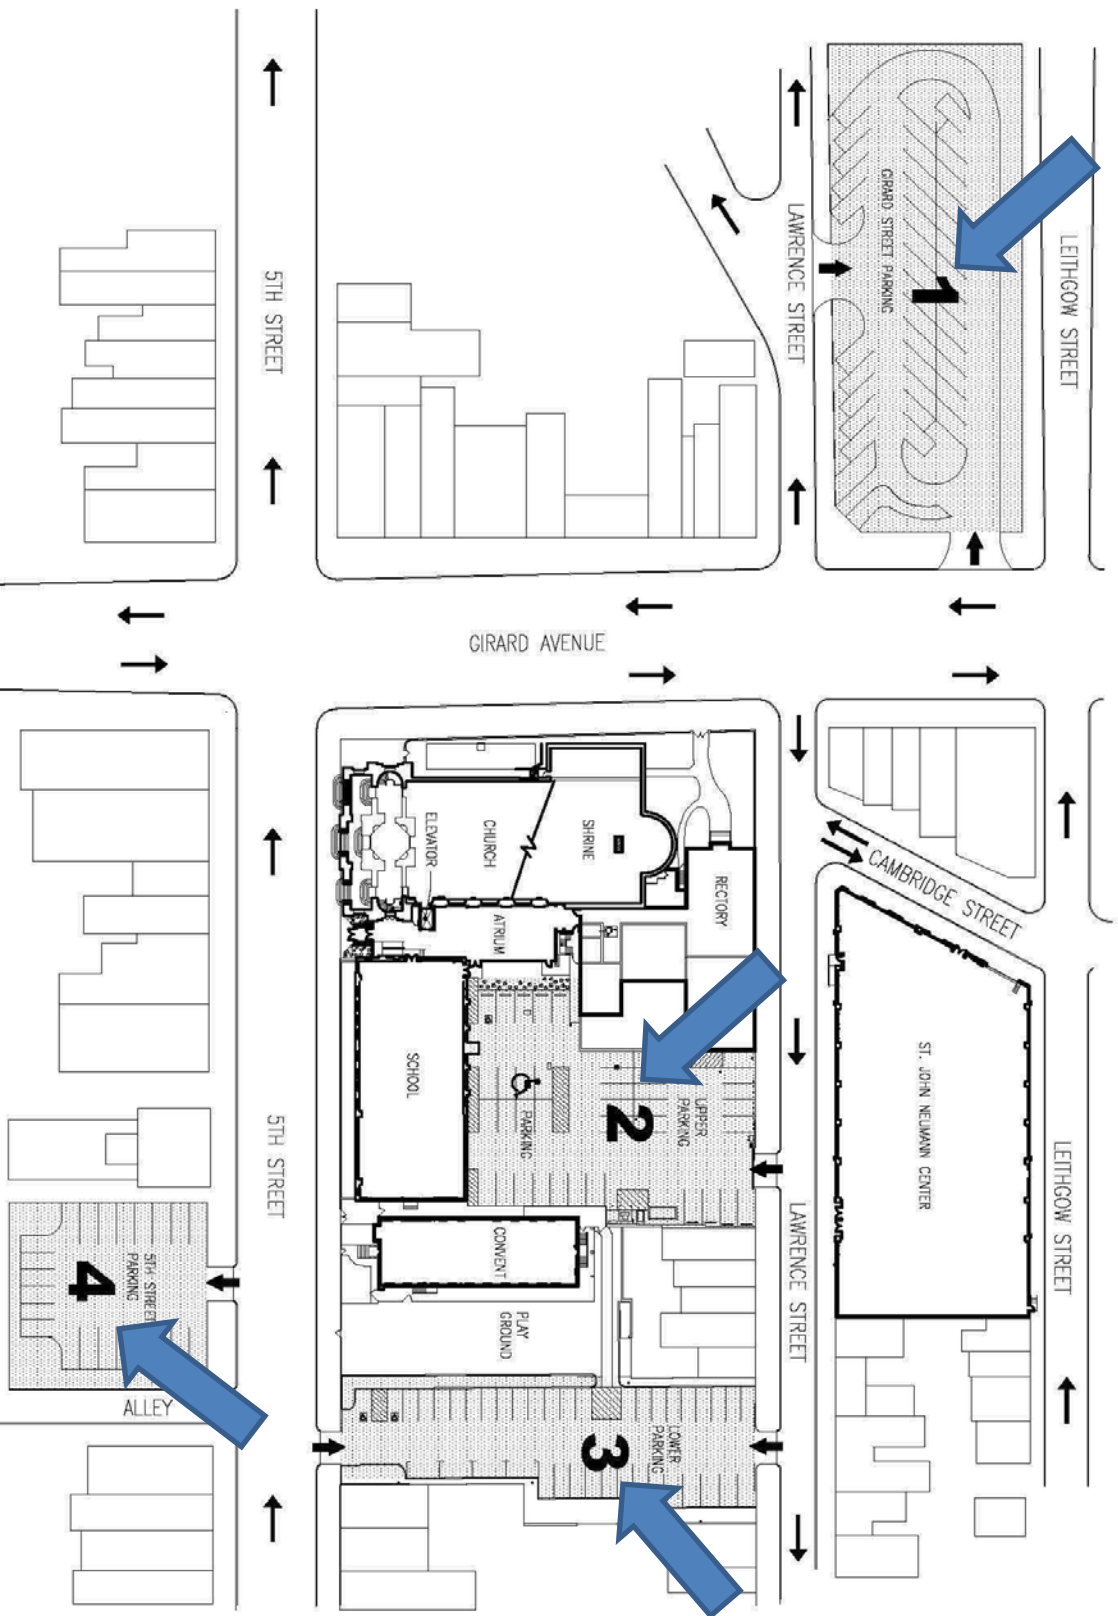 LEITHGOW STREET
1
GIRARD STREET PARKING
LAWRENCE STREET
5TH STREET
GIRARD AVENUE
CAMBRIDGE STREET
SHRINE
CHURCH
ELEVATOR
RECTORY
ATRIUM
ST. JOHN NEUMANN CENTER
SCHOOL
UPPER
PARKING
2
PARKING
5TH STREET
LEITHGOW STREET
LAWRENCE STREET
CONVENT
5TH STREET
PARKING
4
PLAY
GROUND
ALLEY
LOWER
PARKING
3